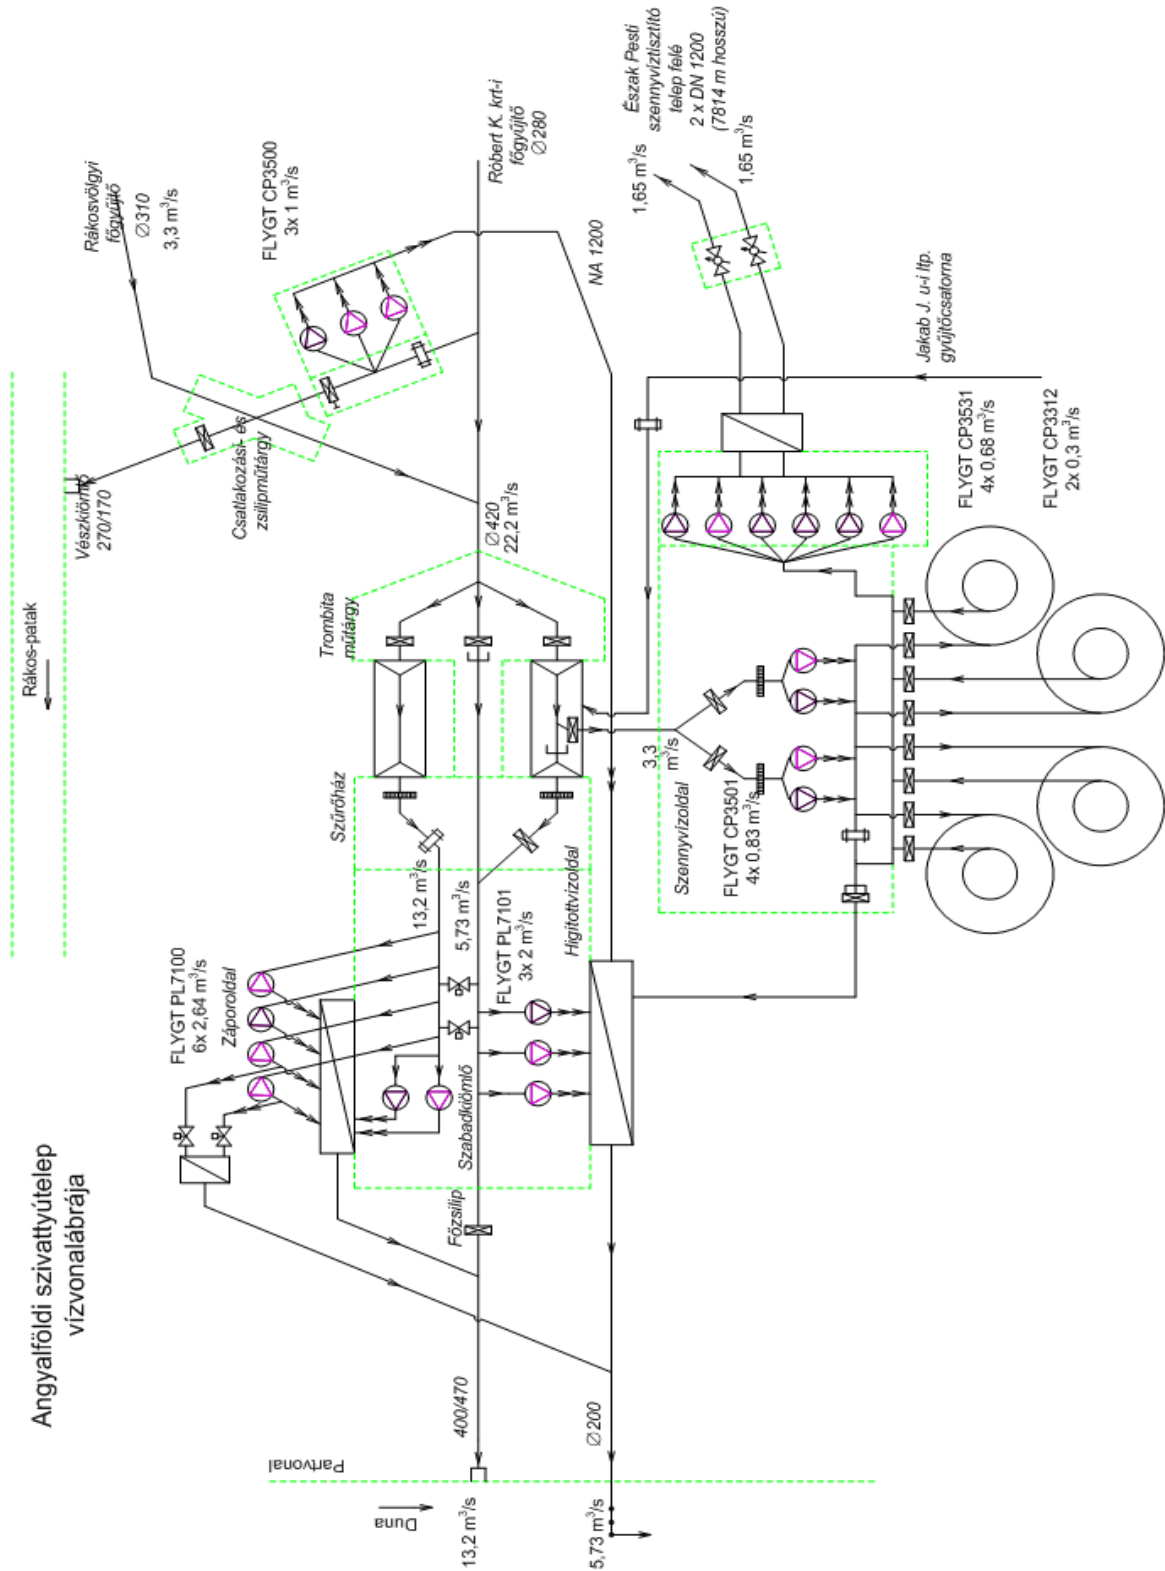 Angyalföldi szivattyútelep
vízvonalábrája
Rákos-patak
Vészkiömlő
270/170
Rákosvölgyi
főgyűjtő
∅310
3,3 m³/s
Csatlakozási- és
zsilipműtárgy
FLYGT CP3500
3x 1 m³/s
Róbert K. krt-i
főgyűjtő
∅280
NA 1200
Észak Pesti
szennyvíztisztító
telep felé
2 x DN 1200
(7814 m hosszú)
1,65 m³/s
1,65 m³/s
Jakab J. u-i ltp.
gyűjtőcsatorna
FLYGT CP3531
4x 0,68 m³/s
FLYGT CP3312
2x 0,3 m³/s
∅420
22,2 m³/s
Trombita
műtárgy
Szűrőház
3,3
m³/s
Szennyvízoldal
FLYGT CP3501
4x 0,83 m³/s
13,2 m³/s
5,73 m³/s
FLYGT PL7101
3x 2 m³/s
Higitottvízoldal
FLYGT PL7100
6x 2,64 m³/s
Záporoldal
Szabadkiömlő
Főzsilip
400/470
∅200
Partvonal
Duna
13,2 m³/s
5,73 m³/s